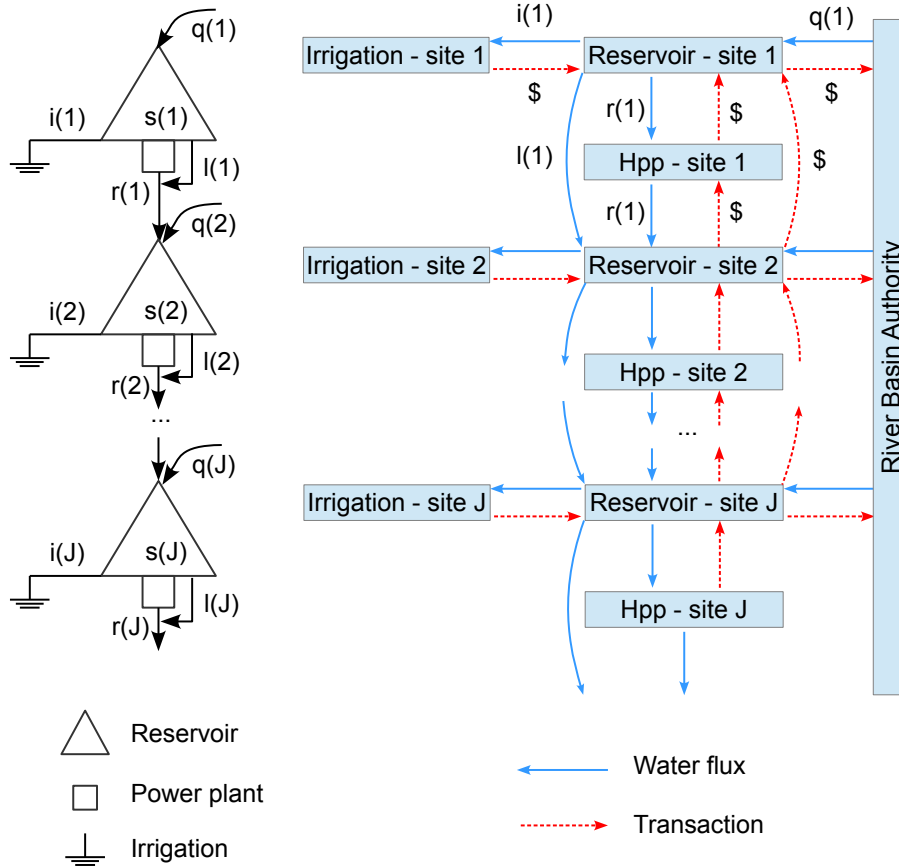 q(1)
i(1)
s(1)
l(1)
r(1)
q(2)
i(2)
s(2)
l(2)
r(2)
...
q(J)
i(J)
s(J)
l(J)
r(J)
Reservoir
Power plant
Irrigation
i(1)
q(1)
Irrigation - site 1
Reservoir - site 1
$
$
r(1)
$
l(1)
Hpp - site 1
$
r(1)
$
Irrigation - site 2
Reservoir - site 2
Hpp - site 2
...
Irrigation - site J
Reservoir - site J
Hpp - site J
River Basin Authority
Water flux
Transaction